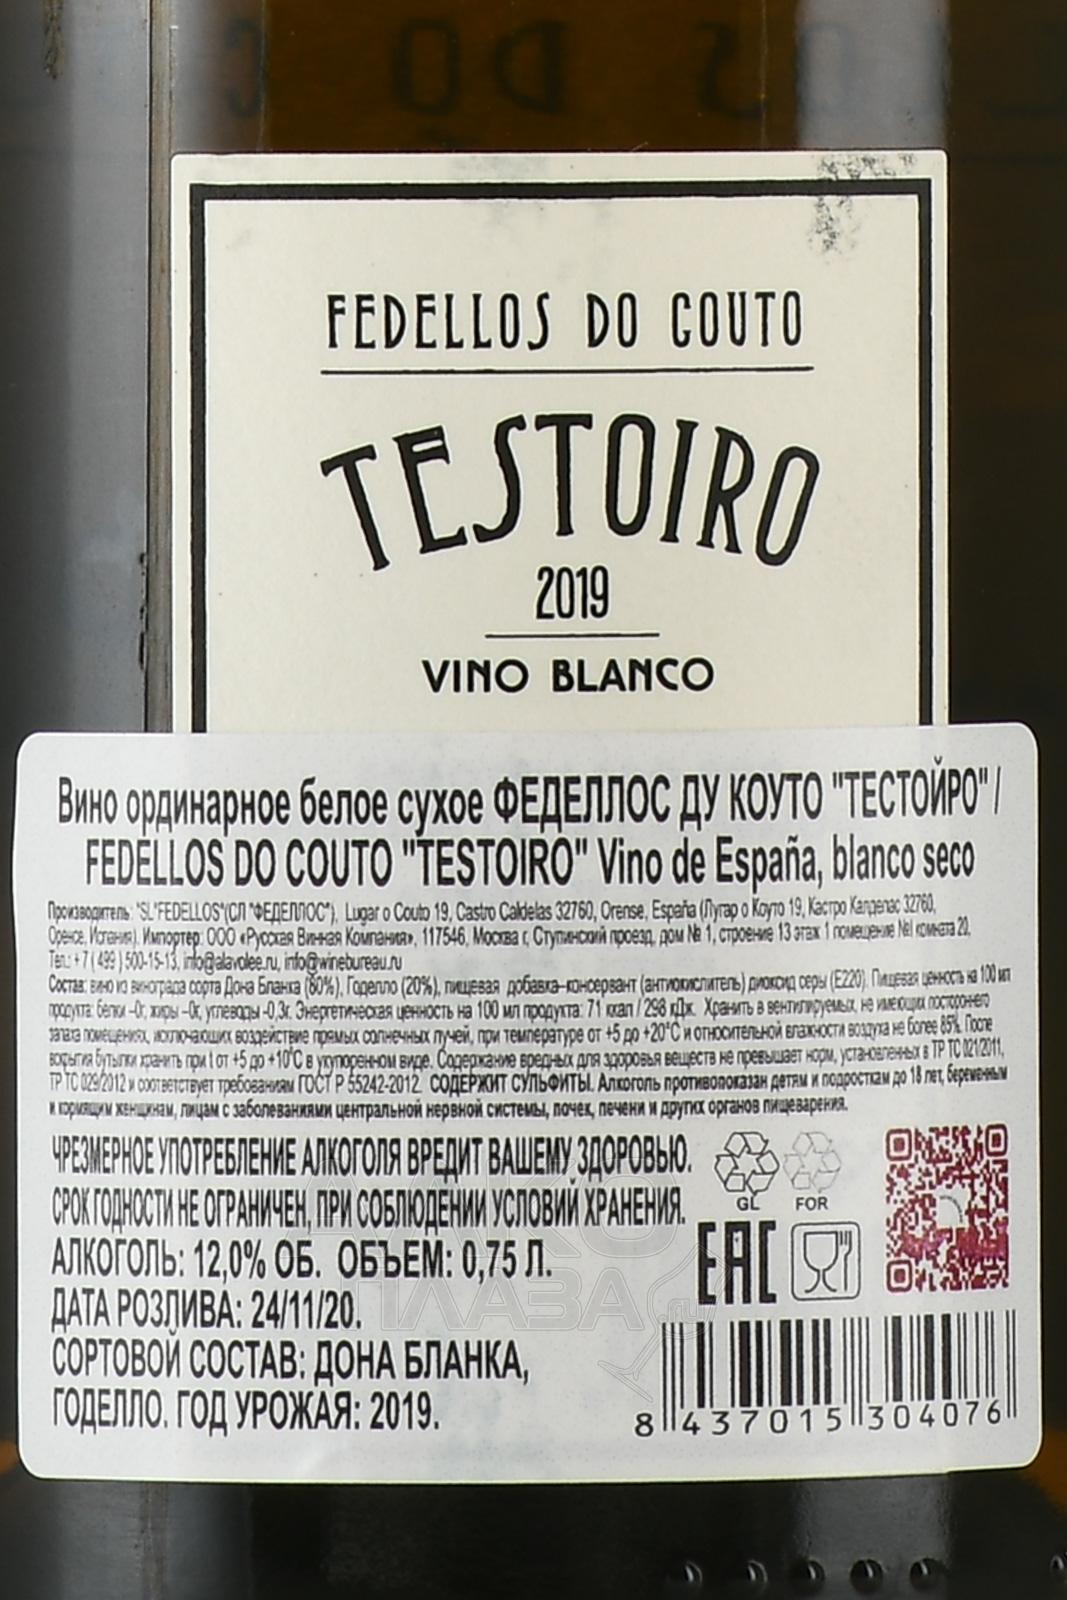 FEDELLOS DO COUTO
TESTOIRO
2019
VINO BLANCO
Вино ординарное белое сухое ФЕДЕЛЛОС ДУ КОУТО "ТЕСТОЙРО" /
FEDELLOS DO COUTO "TESTOIRO" Vino de España, blanco seco
Производитель: "SL"FEDELLOS"(СЛ "ФЕДЕЛЛОС"), Lugar o Couto 19, Castro Caldelas 32760, Orense, España (Лугар о Коуто 19, Кастро Калделас 32760,
Оренсе, Испания). Импортер: ООО «Русская Винная Компания», 117546, Москва г, Ступинский проезд, дом № 1, строение 13 этаж 1 помещение №I комната 20,
Тел.: + 7 ( 499 ) 500-15-13, info@alavolee.ru, info@winebureau.ru
Состав: вино из винограда сорта Дона Бланка (80%), Годелло (20%), пищевая добавка-консервант (антиокислитель) диоксид серы (Е220). Пищевая ценность на 100 мл
продукта: белки –0г, жиры –0г, углеводы -0,3г. Энергетическая ценность на 100 мл продукта: 71 ккал / 298 кДж. Хранить в вентилируемых, не имеющих постороннего
запаха помещениях, исключающих воздействие прямых солнечных лучей, при температуре от +5 до +20°С и относительной влажности воздуха не более 85%. После
вскрытия бутылки хранить при t от +5 до +10°С в укупоренном виде. Содержание вредных для здоровья веществ не превышает норм, установленных в ТР ТС 021/2011,
ТР ТС 029/2012 и соответствует требованиям ГОСТ Р 55242-2012. СОДЕРЖИТ СУЛЬФИТЫ. Алкоголь противопоказан детям и подросткам до 18 лет, беременным
и кормящим женщинам, лицам с заболеваниями центральной нервной системы, почек, печени и других органов пищеварения.
ЧРЕЗМЕРНОЕ УПОТРЕБЛЕНИЕ АЛКОГОЛЯ ВРЕДИТ ВАШЕМУ ЗДОРОВЬЮ.
СРОК ГОДНОСТИ НЕ ОГРАНИЧЕН, ПРИ СОБЛЮДЕНИИ УСЛОВИЙ ХРАНЕНИЯ.
АЛКОГОЛЬ: 12,0% ОБ. ОБЪЕМ: 0,75 Л.
ДАТА РОЗЛИВА: 24/11/20.
СОРТОВОЙ СОСТАВ: ДОНА БЛАНКА,
ГОДЕЛЛО. ГОД УРОЖАЯ: 2019.
GL FOR
EAC
8 437015 304076
АЛКО
ПЛАЗА